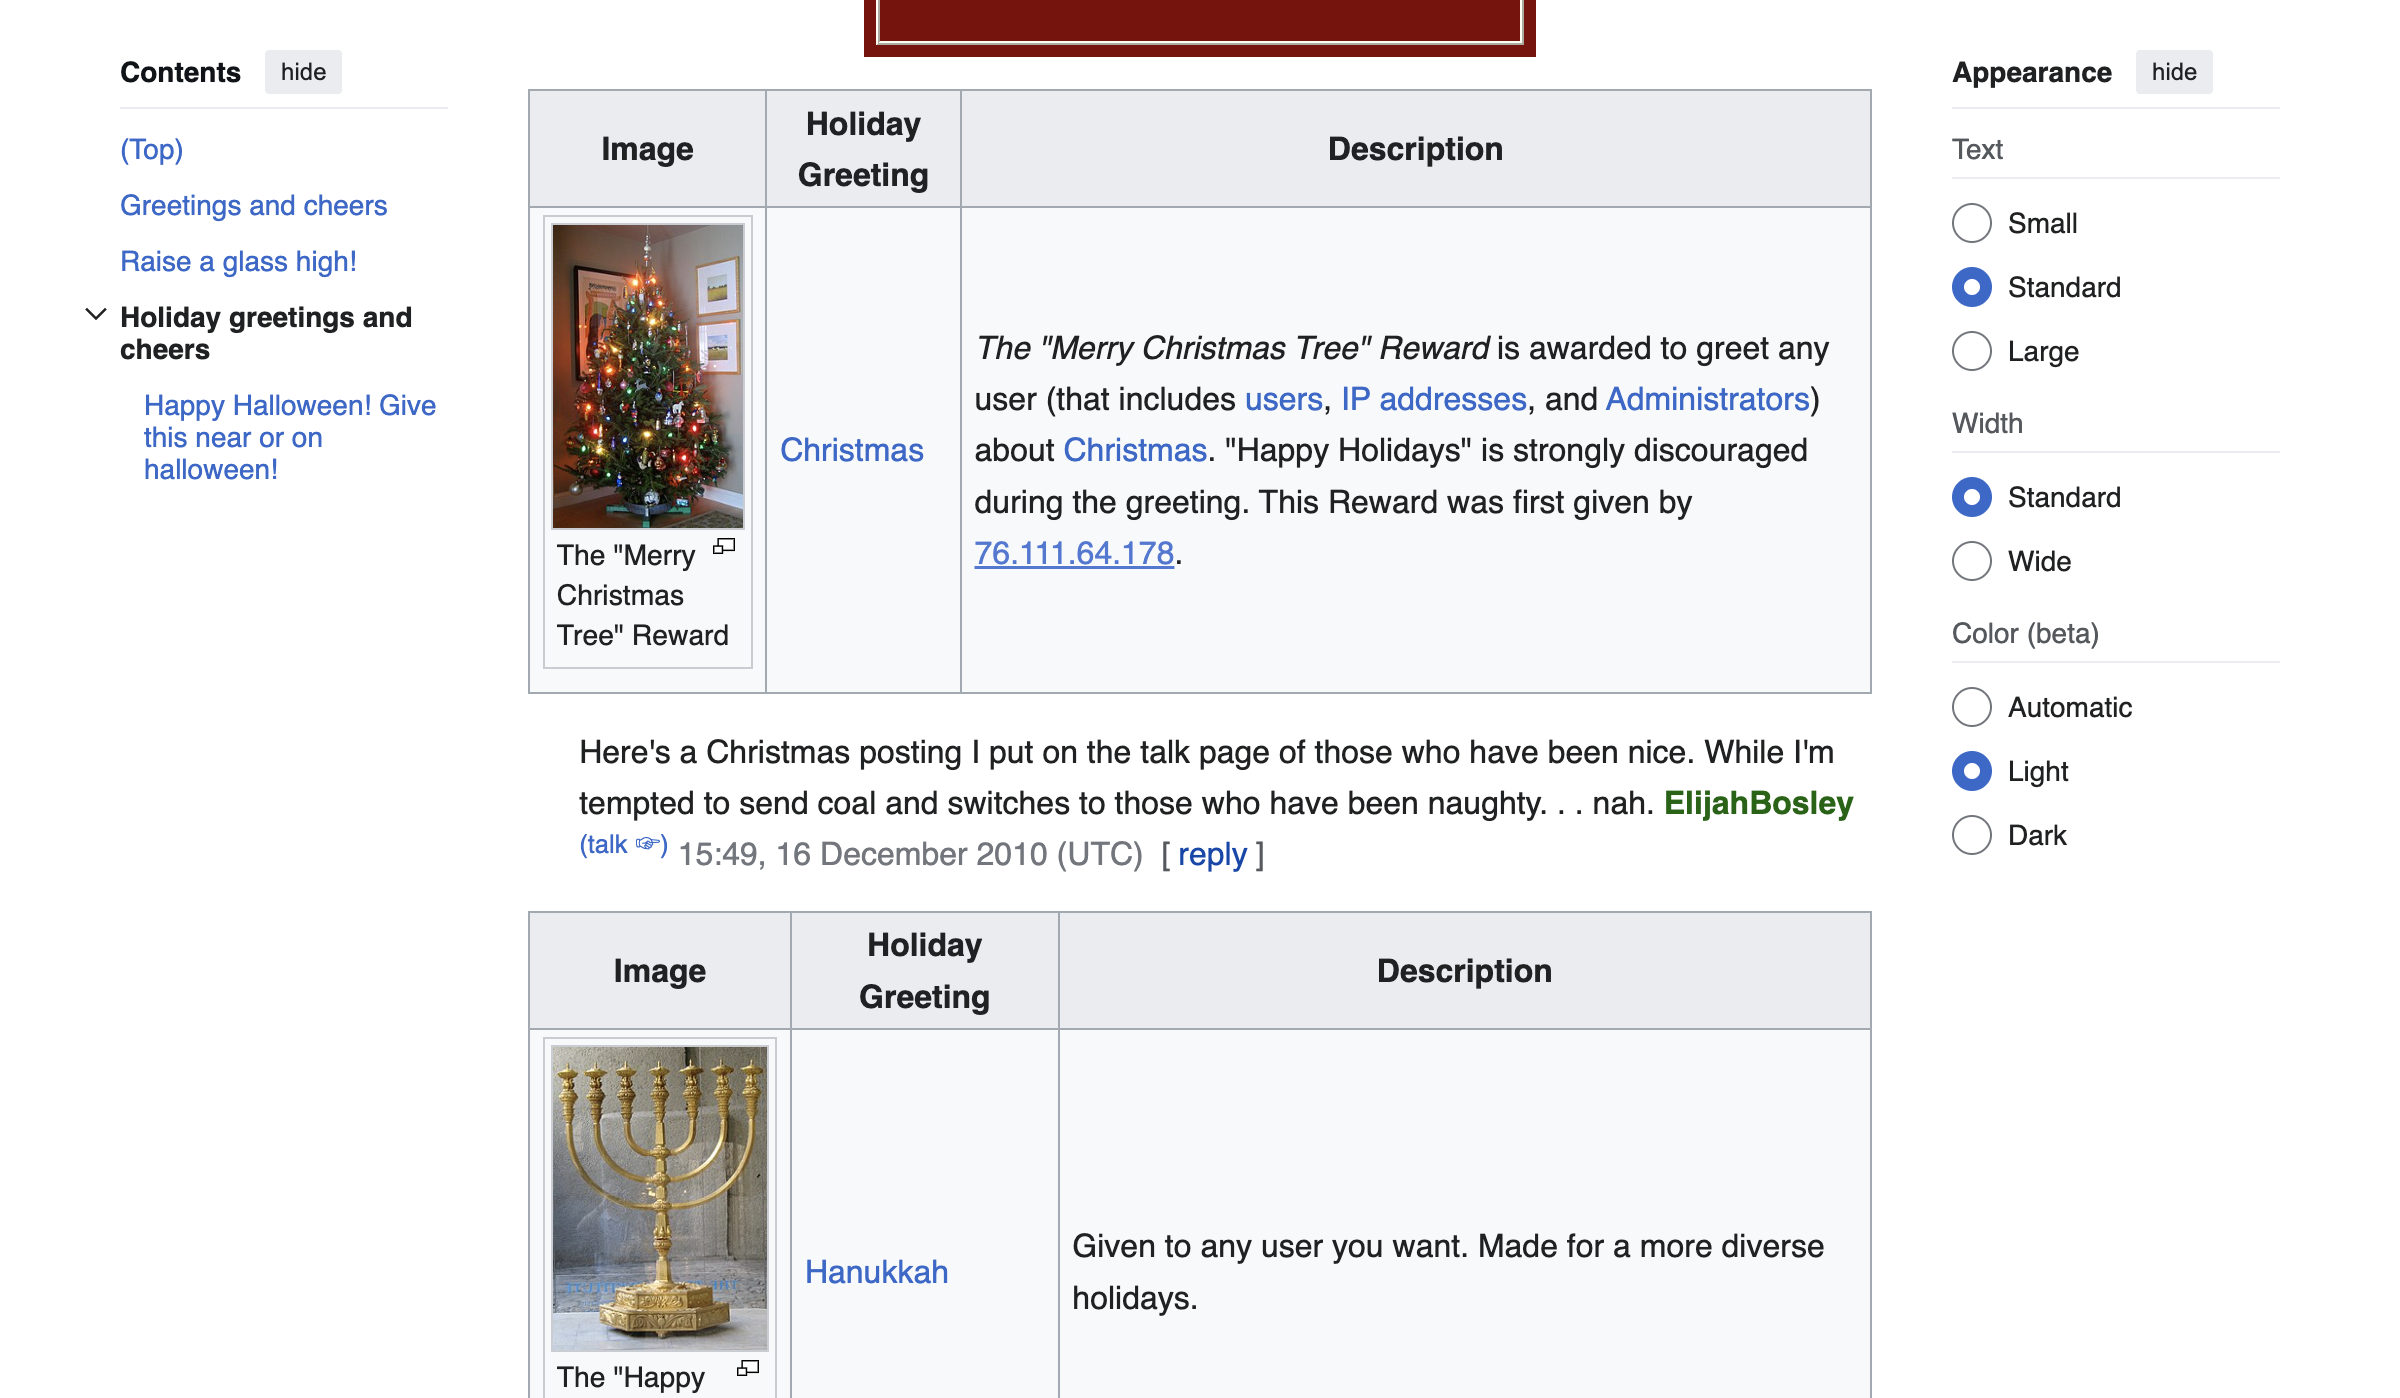 Contents hide
(Top)
Greetings and cheers
Raise a glass high!
Holiday greetings and
cheers
Happy Halloween! Give
this near or on
halloween!
Image
Holiday
Greeting
Description
The "Merry
Christmas
Tree" Reward
Christmas
The "Merry Christmas Tree" Reward is awarded to greet any
user (that includes users, IP addresses, and Administrators)
about Christmas. "Happy Holidays" is strongly discouraged
during the greeting. This Reward was first given by
76.111.64.178.
Here's a Christmas posting I put on the talk page of those who have been nice. While I'm
tempted to send coal and switches to those who have been naughty. . . nah. ElijahBosley
(talk ☞) 15:49, 16 December 2010 (UTC) [ reply ]
Image
Holiday
Greeting
Description
The "Happy
Hanukkah
Given to any user you want. Made for a more diverse
holidays.
Appearance hide
Text
Small
Standard
Large
Width
Standard
Wide
Color (beta)
Automatic
Light
Dark